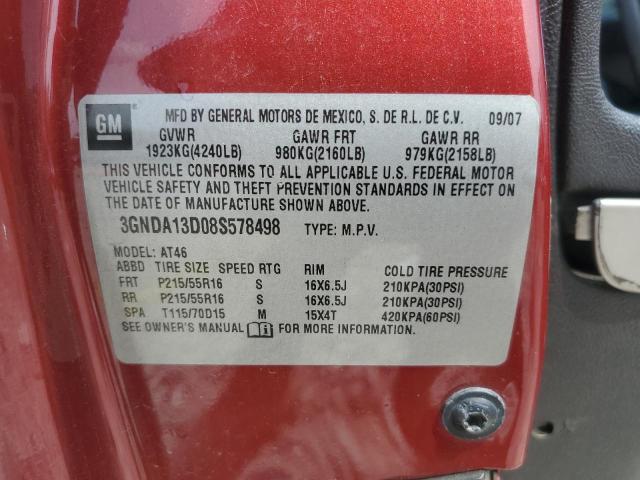 GM
MFD BY GENERAL MOTORS DE MEXICO, S. DE R.L. DE C.V. 09/07
GVWR GAWR FRT GAWR RR
1923KG(4240LB) 980KG(2160LB) 979KG(2158LB)
THIS VEHICLE CONFORMS TO ALL APPLICABLE U.S. FEDERAL MOTOR
VEHICLE SAFETY AND THEFT PREVENTION STANDARDS IN EFFECT ON
THE DATE OF MANUFACTURE SHOWN ABOVE.
3GNDA13D08S578498 TYPE: M.P.V.
MODEL: AT46
ABBD TIRE SIZE SPEED RTG RIM COLD TIRE PRESSURE
FRT P215/55R16 S 16X6.5J 210KPA(30PSI)
RR P215/55R16 S 16X6.5J 210KPA(30PSI)
SPA T115/70D15 M 15X4T 420KPA(60PSI)
SEE OWNER'S MANUAL FOR MORE INFORMATION.